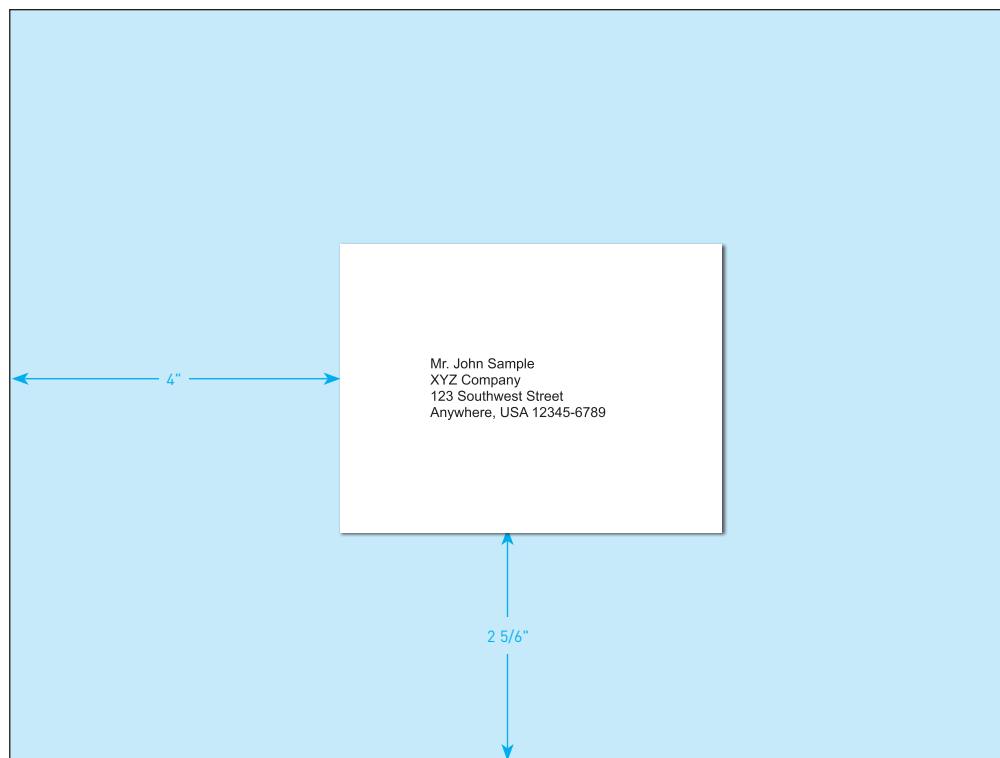 Mr. John Sample
XYZ Company
4"
123 Southwest Street
Anywhere, USA 12345-6789
2 5/6"